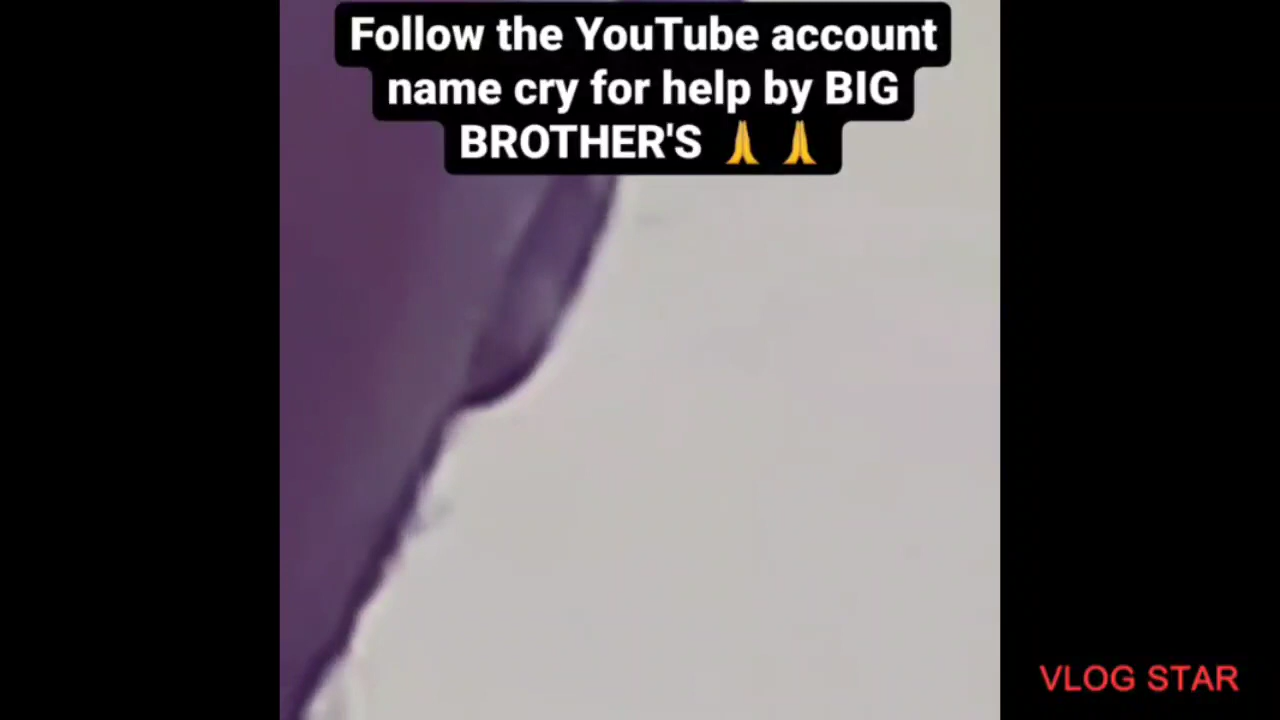 Follow the YouTube account
name cry for help by BIG
BROTHER'S 🙏 🙏
VLOG STAR